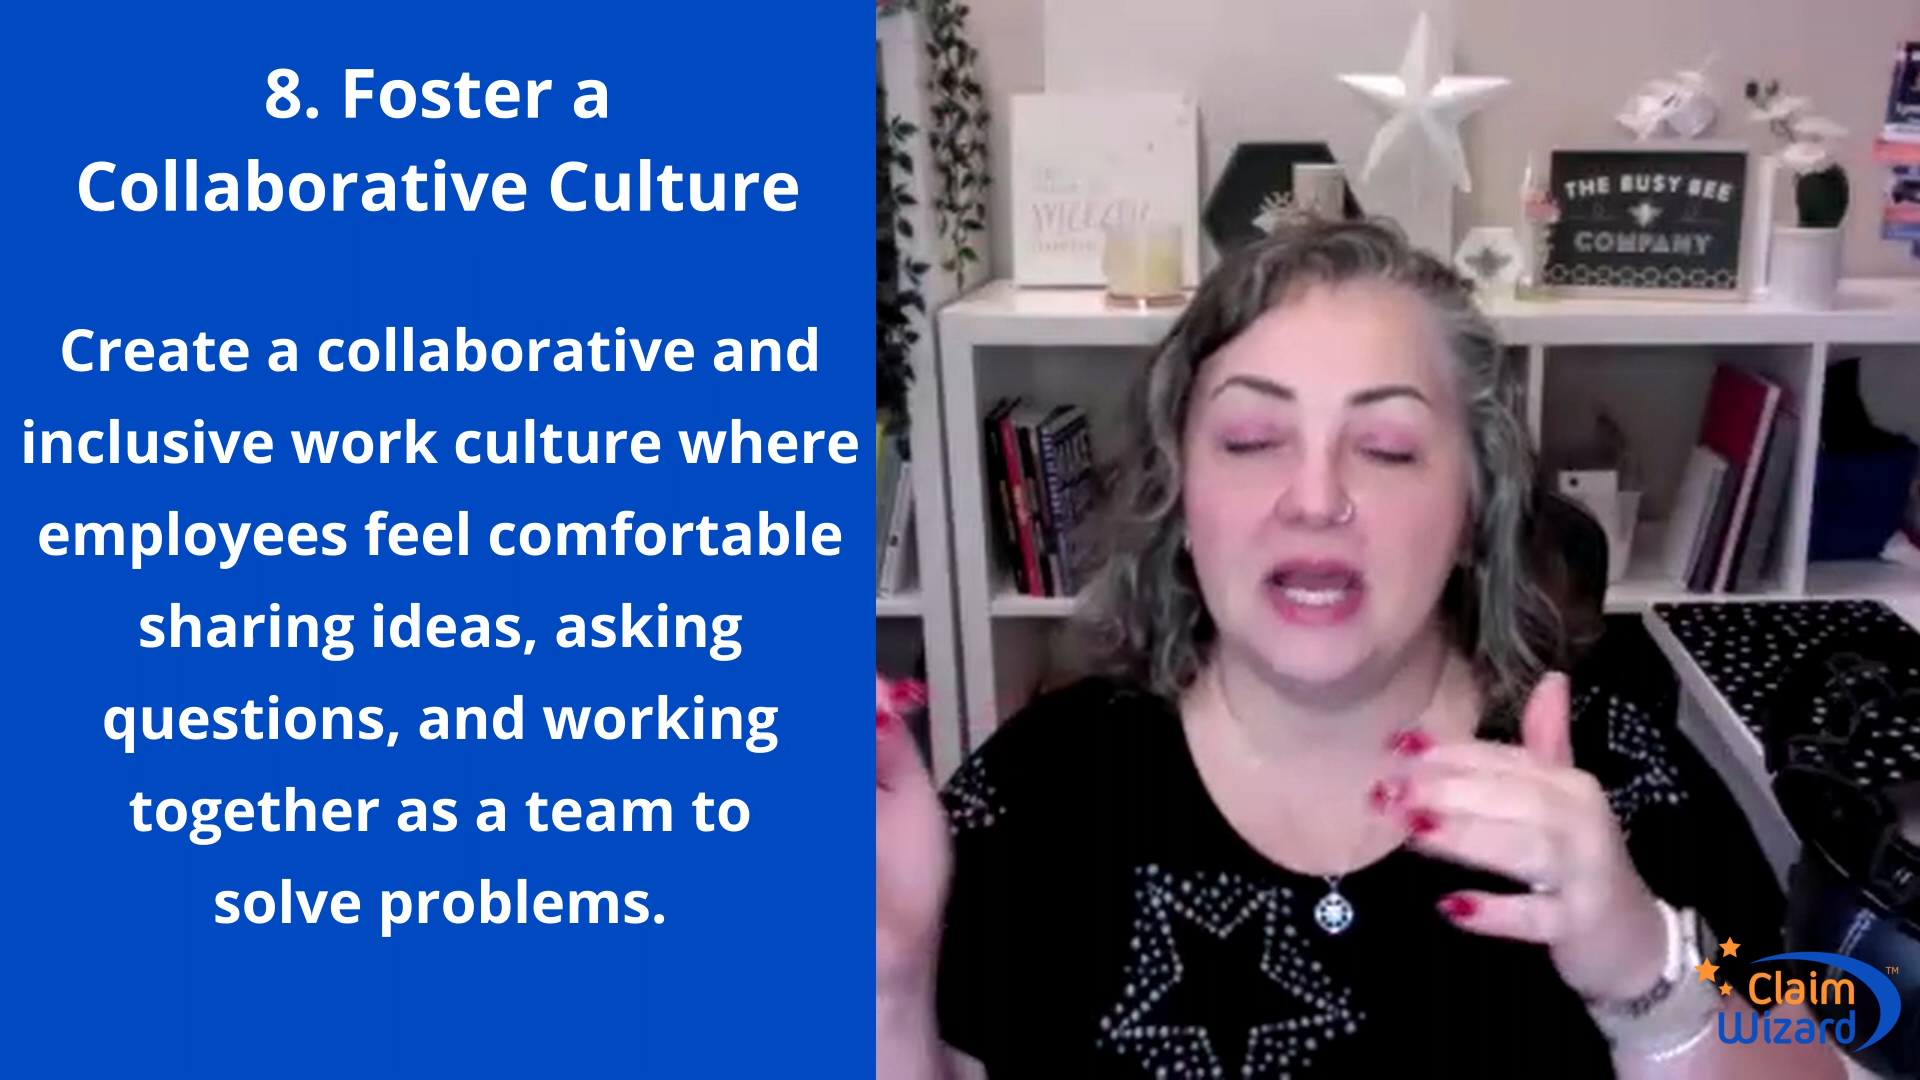 8. Foster a
Collaborative Culture
Create a collaborative and
inclusive work culture where
employees feel comfortable
sharing ideas, asking
questions, and working
together as a team to
solve problems.
THE BUSY BEE
COMPANY
Claim
Wizard
TM